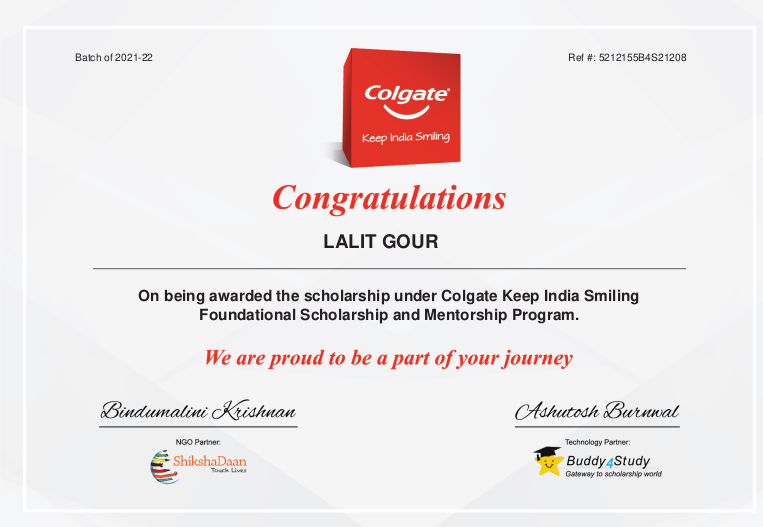 Batch of 2021-22
Ref #: 5212155B4S21208
Colgate®
Keep India Smiling
Congratulations
LALIT GOUR
On being awarded the scholarship under Colgate Keep India Smiling
Foundational Scholarship and Mentorship Program.
We are proud to be a part of your journey
Bindumalini Krishnan
Ashutosh Burnwal
NGO Partner:
ShikshaDaan
Touch Lives
Technology Partner:
Buddy4Study
Gateway to scholarship world